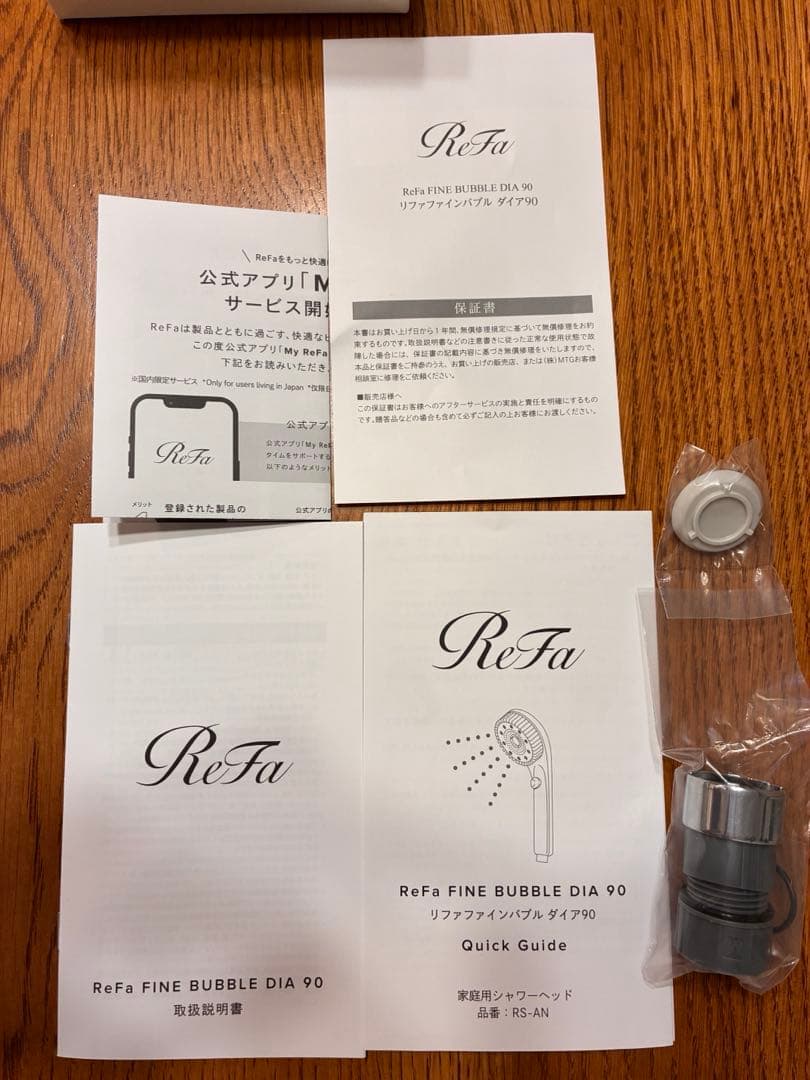 ReFa
ReFa FINE BUBBLE DIA 90
リファファインバブル ダイア90
保証書
本書はお買い上げ日から1年間、無償修理規定に基づいて無償修理をお約
束するものです。取扱説明書などの注意書きに従った正常な使用状態で故
障した場合には、保証書の記載内容に基づき無償修理をいたしますので、
本品と保証書をご持参のうえ、お買い上げの販売店、または(株)MTGお客様
相談室に修理をご依頼ください。
■販売店様へ
この保証書はお客様へのアフターサービスの実施と責任を明確にするもの
です。贈答品などの場合も含めて必ずご記入の上お客様にお渡しください。
\ ReFaをもっと快適に
公式アプリ「M
サービス開始
ReFaは製品とともに過ごす、快適な
この度公式アプリ「My ReFa
下記をお読みいただき、
※国内限定サービス *Only for users living in Japan *仅限
ReFa
公式アプ
公式アプリ「My Re
タイムをサポートする
以下のようなメリット
メリット
登録された製品の
公式アプリの
ReFa
ReFa FINE BUBBLE DIA 90
取扱説明書
ReFa
ReFa FINE BUBBLE DIA 90
リファファインバブル ダイア90
Quick Guide
家庭用シャワーヘッド
品番：RS-AN